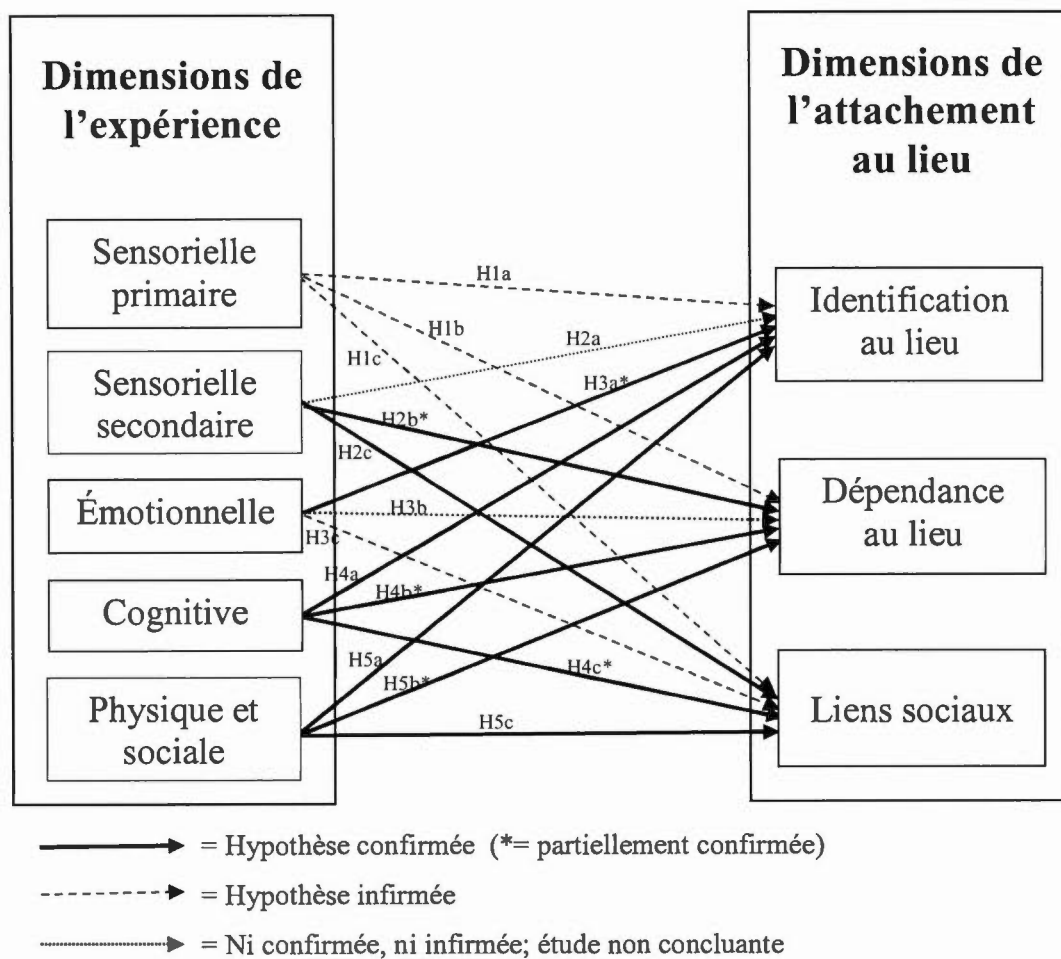 Dimensions de
l'expérience
Sensorielle
primaire
Sensorielle
secondaire
Émotionnelle
Cognitive
Physique et
sociale
H1a
H1b
H1c
H2a
H3a*
H2b*
H2c
H3b
H3c
H4a
H4b*
H5a
H5b*
H4c*
H5c
Dimensions de
l'attachement
au lieu
Identification
au lieu
Dépendance
au lieu
Liens sociaux
= Hypothèse confirmée (*= partiellement confirmée)
= Hypothèse infirmée
= Ni confirmée, ni infirmée; étude non concluante